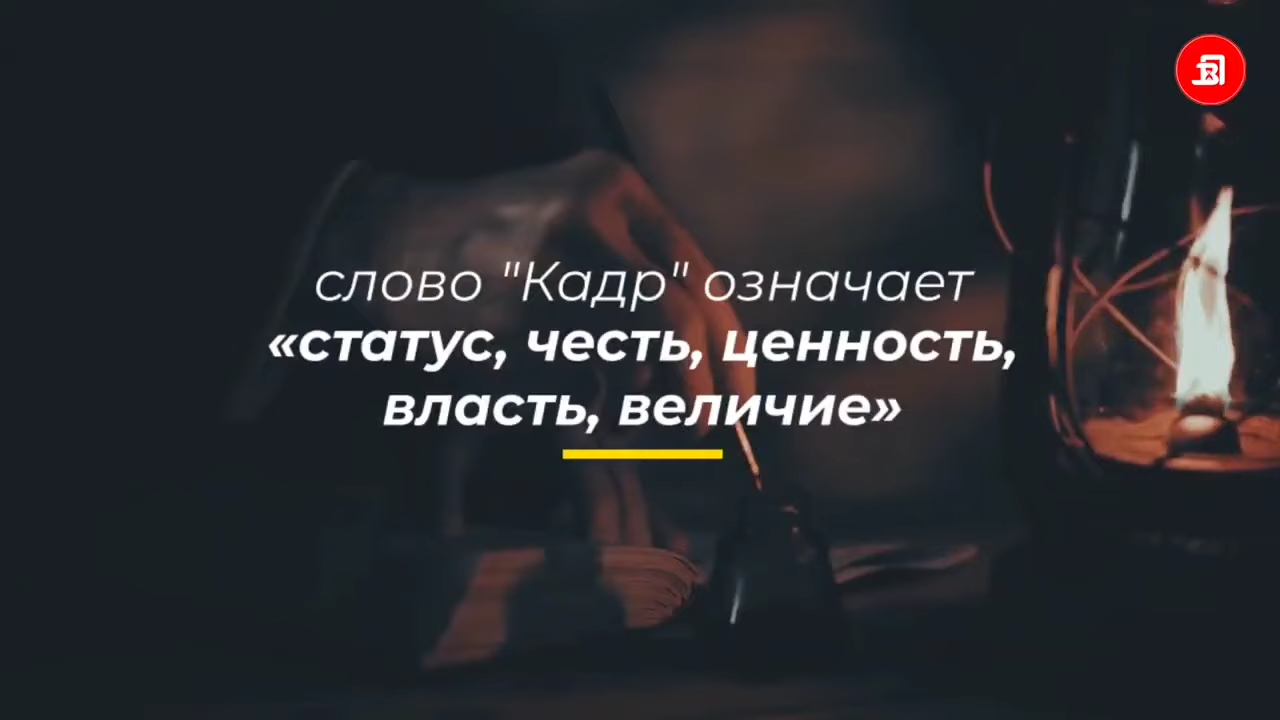 слово "Кадр" означает
«статус, честь, ценность,
власть, величие»